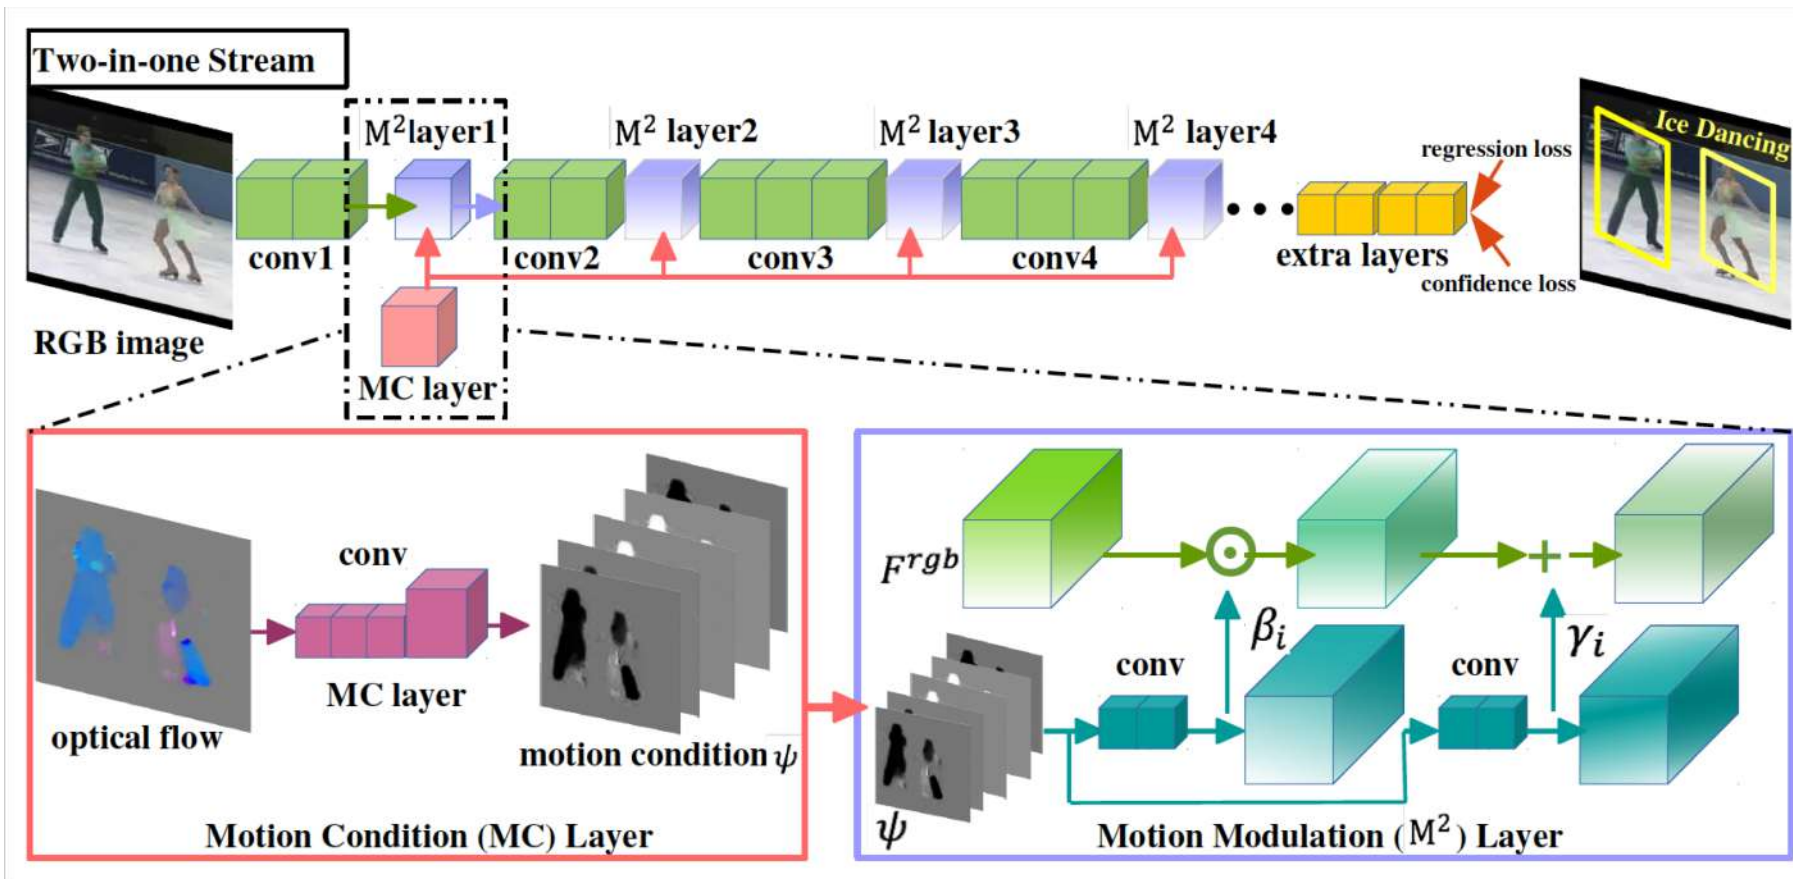 Two-in-one Stream
M² layer1
M² layer2
M² layer3
M² layer4
Ice Dancing
regression loss
conv1
conv2
conv3
conv4
extra layers
confidence loss
RGB image
MC layer
conv
optical flow
MC layer
motion condition ψ
Motion Condition (MC) Layer
F^{rgb}
β_i
γ_i
conv
conv
ψ
Motion Modulation (M²) Layer